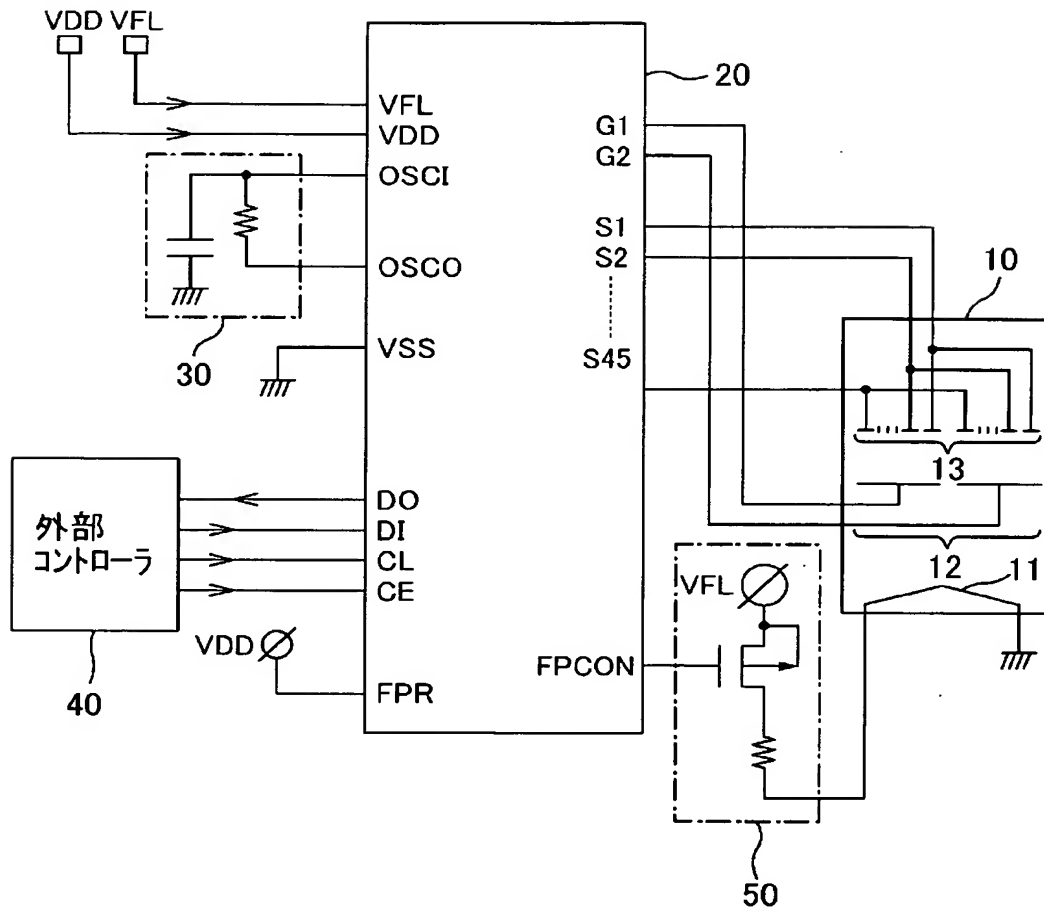 VDD VFL
20
VFL
VDD
OSCI
OSCO
VSS
30
G1
G2
S1
S2
S45
10
13
12
11
外部
コントローラ
40
DO
DI
CL
CE
VDD
FPR
FPCON
VFL
50